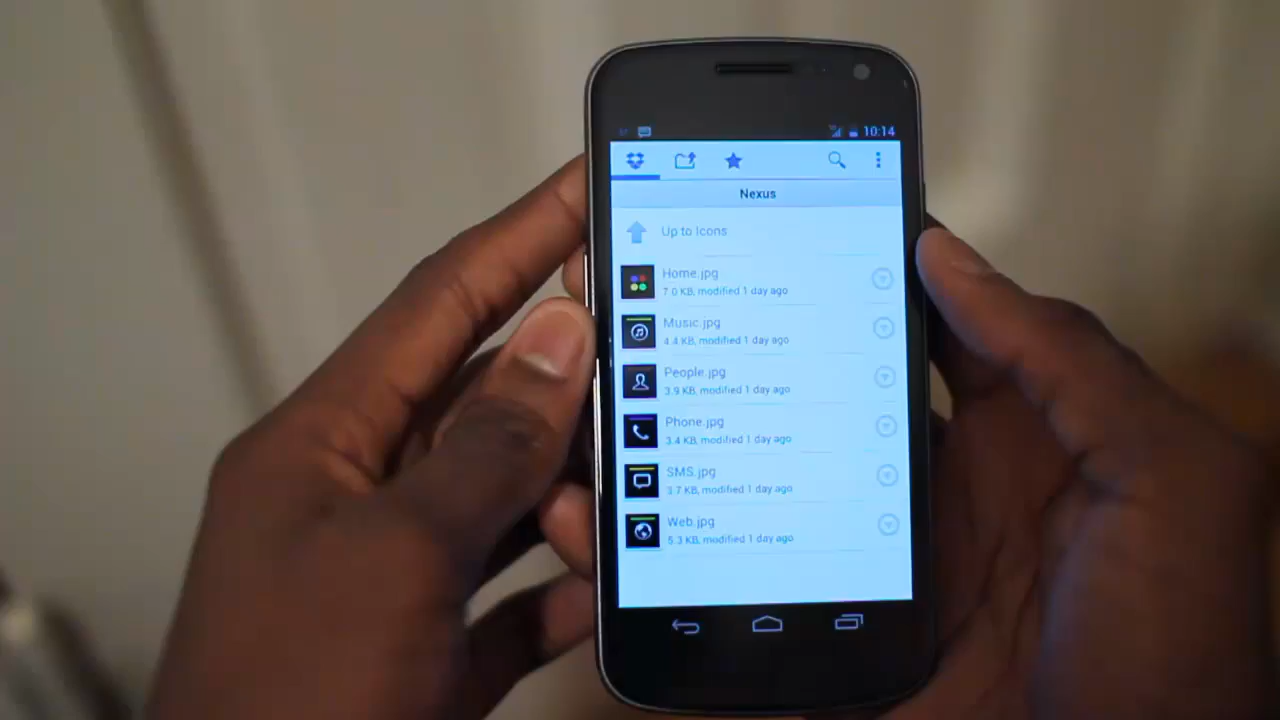 10:14
Nexus
Up to Icons
Home.jpg
7.0 KB, modified 1 day ago
Music.jpg
4.4 KB, modified 1 day ago
People.jpg
3.9 KB, modified 1 day ago
Phone.jpg
3.4 KB, modified 1 day ago
SMS.jpg
3.7 KB, modified 1 day ago
Web.jpg
5.3 KB, modified 1 day ago